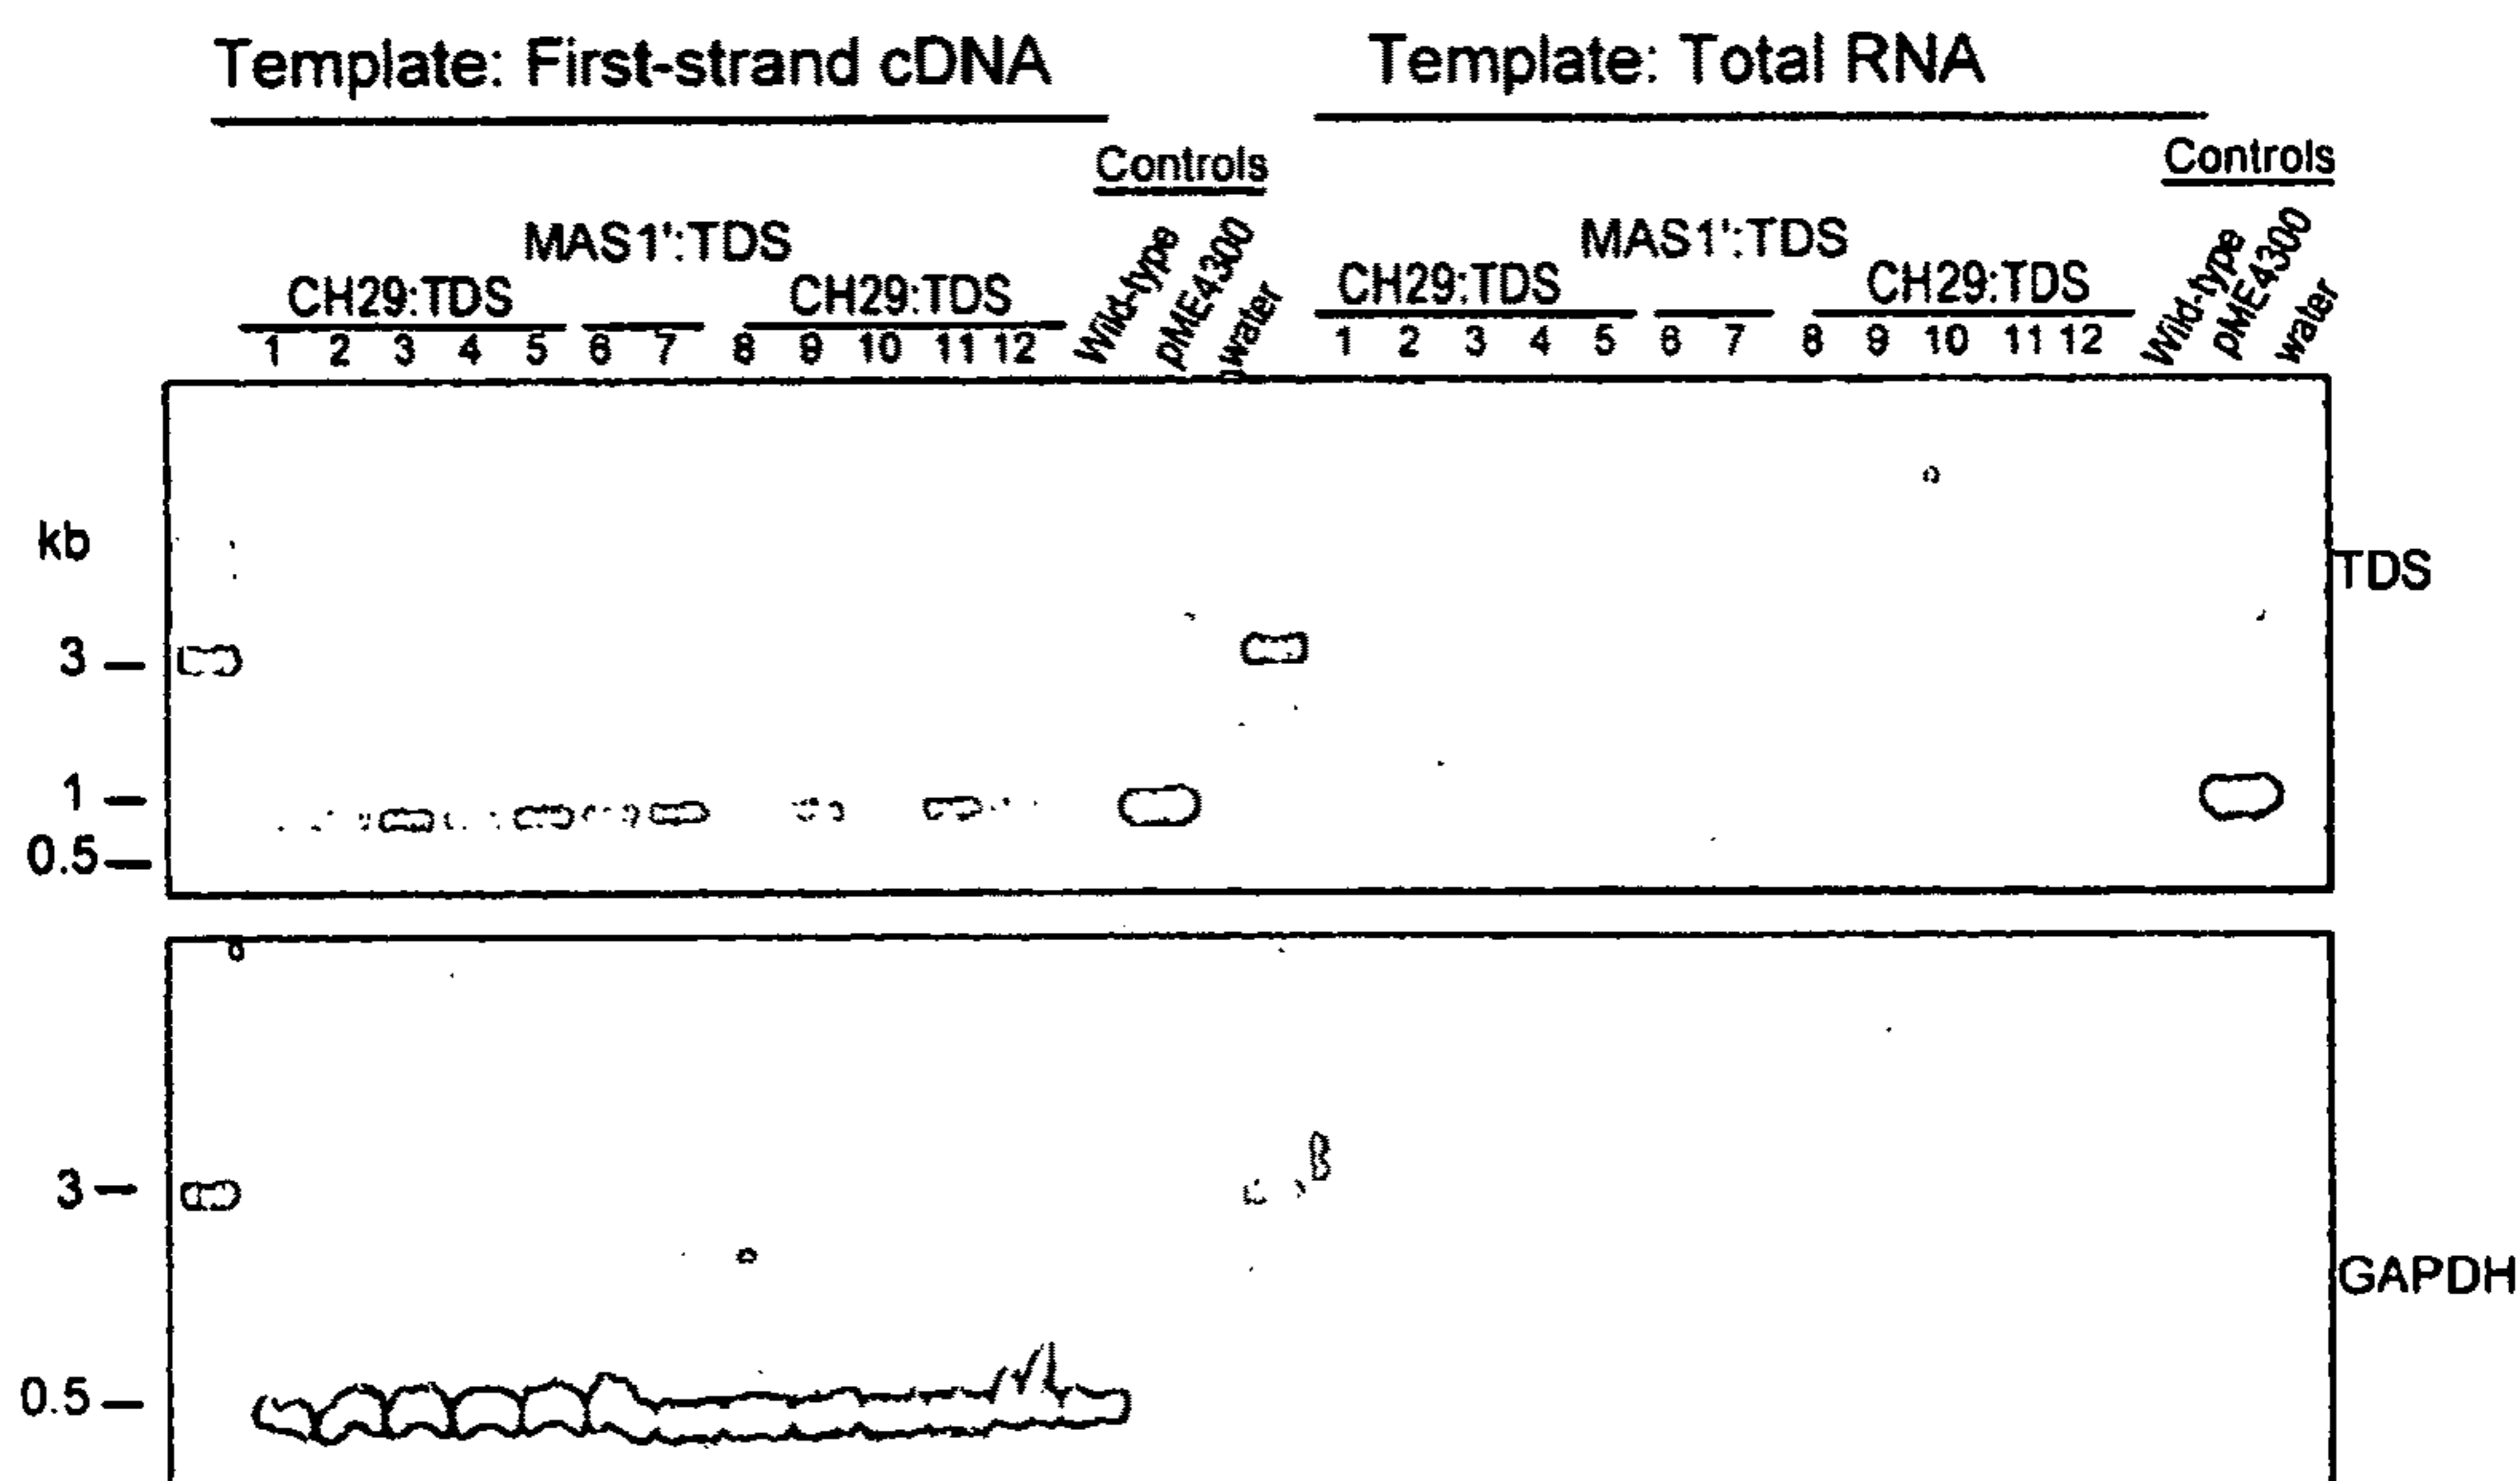 Template: First-strand cDNA
Template: Total RNA
Controls
Controls
MAS1':TDS
MAS1':TDS
CH29:TDS
CH29:TDS
CH29:TDS
CH29:TDS
1 2 3 4 5 6 7 8 9 10 11 12 Wild-type pME4300 water
1 2 3 4 5 6 7 8 9 10 11 12 Wild-type pME4300 water
kb
TDS
3
1
0.5
3
GAPDH
0.5